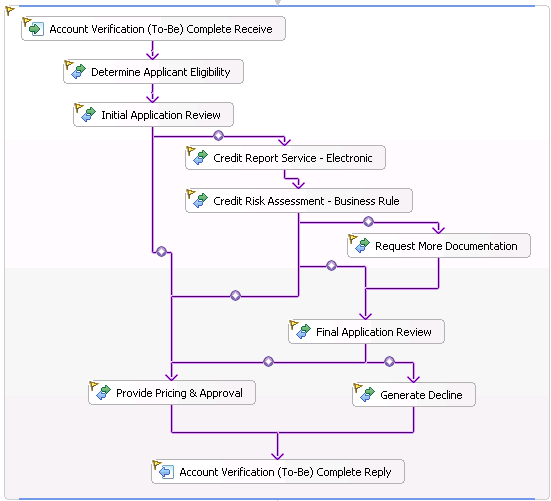 Account Verification (To-Be) Complete Receive
Determine Applicant Eligibility
Initial Application Review
Credit Report Service - Electronic
Credit Risk Assessment - Business Rule
Request More Documentation
Final Application Review
Provide Pricing & Approval
Generate Decline
Account Verification (To-Be) Complete Reply